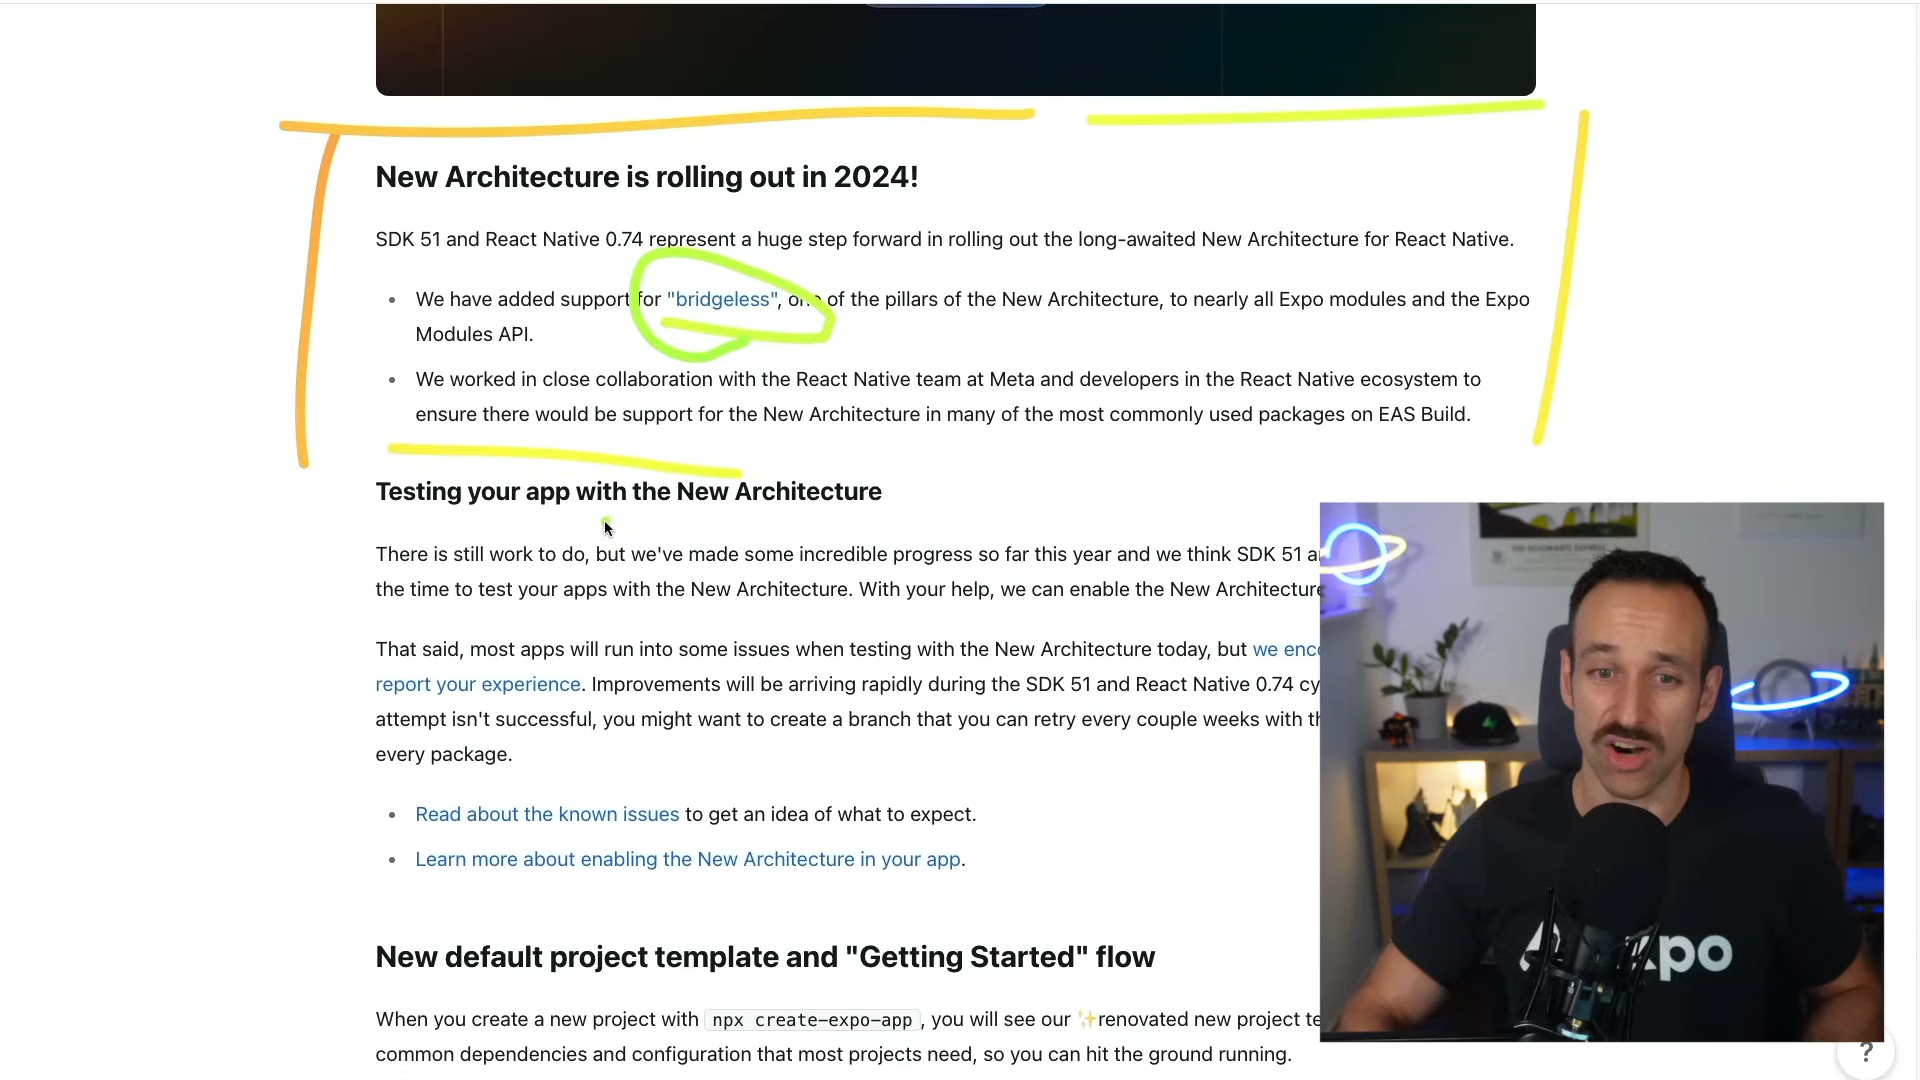 New Architecture is rolling out in 2024!
SDK 51 and React Native 0.74 represent a huge step forward in rolling out the long-awaited New Architecture for React Native.
We have added support for "bridgeless", one of the pillars of the New Architecture, to nearly all Expo modules and the Expo
Modules API.
We worked in close collaboration with the React Native team at Meta and developers in the React Native ecosystem to
ensure there would be support for the New Architecture in many of the most commonly used packages on EAS Build.
Testing your app with the New Architecture
There is still work to do, but we've made some incredible progress so far this year and we think SDK 51
the time to test your apps with the New Architecture. With your help, we can enable the New Architecture
That said, most apps will run into some issues when testing with the New Architecture today, but we
report your experience. Improvements will be arriving rapidly during the SDK 51 and React Native 0.74
attempt isn't successful, you might want to create a branch that you can retry every couple weeks with
every package.
Read about the known issues to get an idea of what to expect.
Learn more about enabling the New Architecture in your app.
New default project template and "Getting Started" flow
When you create a new project with npx create-expo-app, you will see our ✨renovated new project
common dependencies and configuration that most projects need, so you can hit the ground running.
THE HOGWARTS EXPRESS
xpo
?